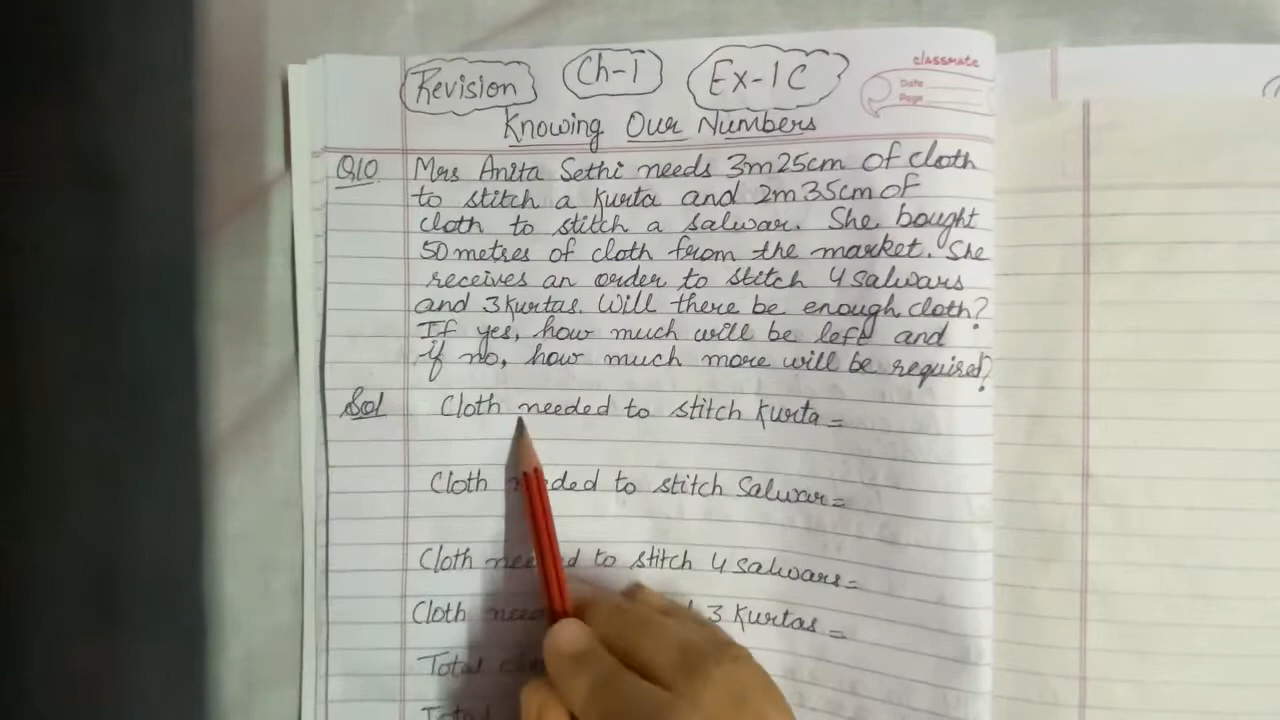 Revision Ch-1 Ex-1C
classmate
Date
Page
Knowing Our Numbers
Q10 Mrs Anita Sethi needs 3m25cm of cloth
to stitch a Kurta and 2m35cm of
cloth to stitch a salwar. She bought
50 metres of cloth from the market. She
receives an order to stitch 4 salwars
and 3 Kurtas. Will there be enough cloth?
If yes, how much will be left and
if no, how much more will be required?
Sol Cloth needed to stitch Kurta =
Cloth to stitch Salwar =
Cloth to stitch 4 salwars =
Cloth 3 Kurtas =
Total
Total